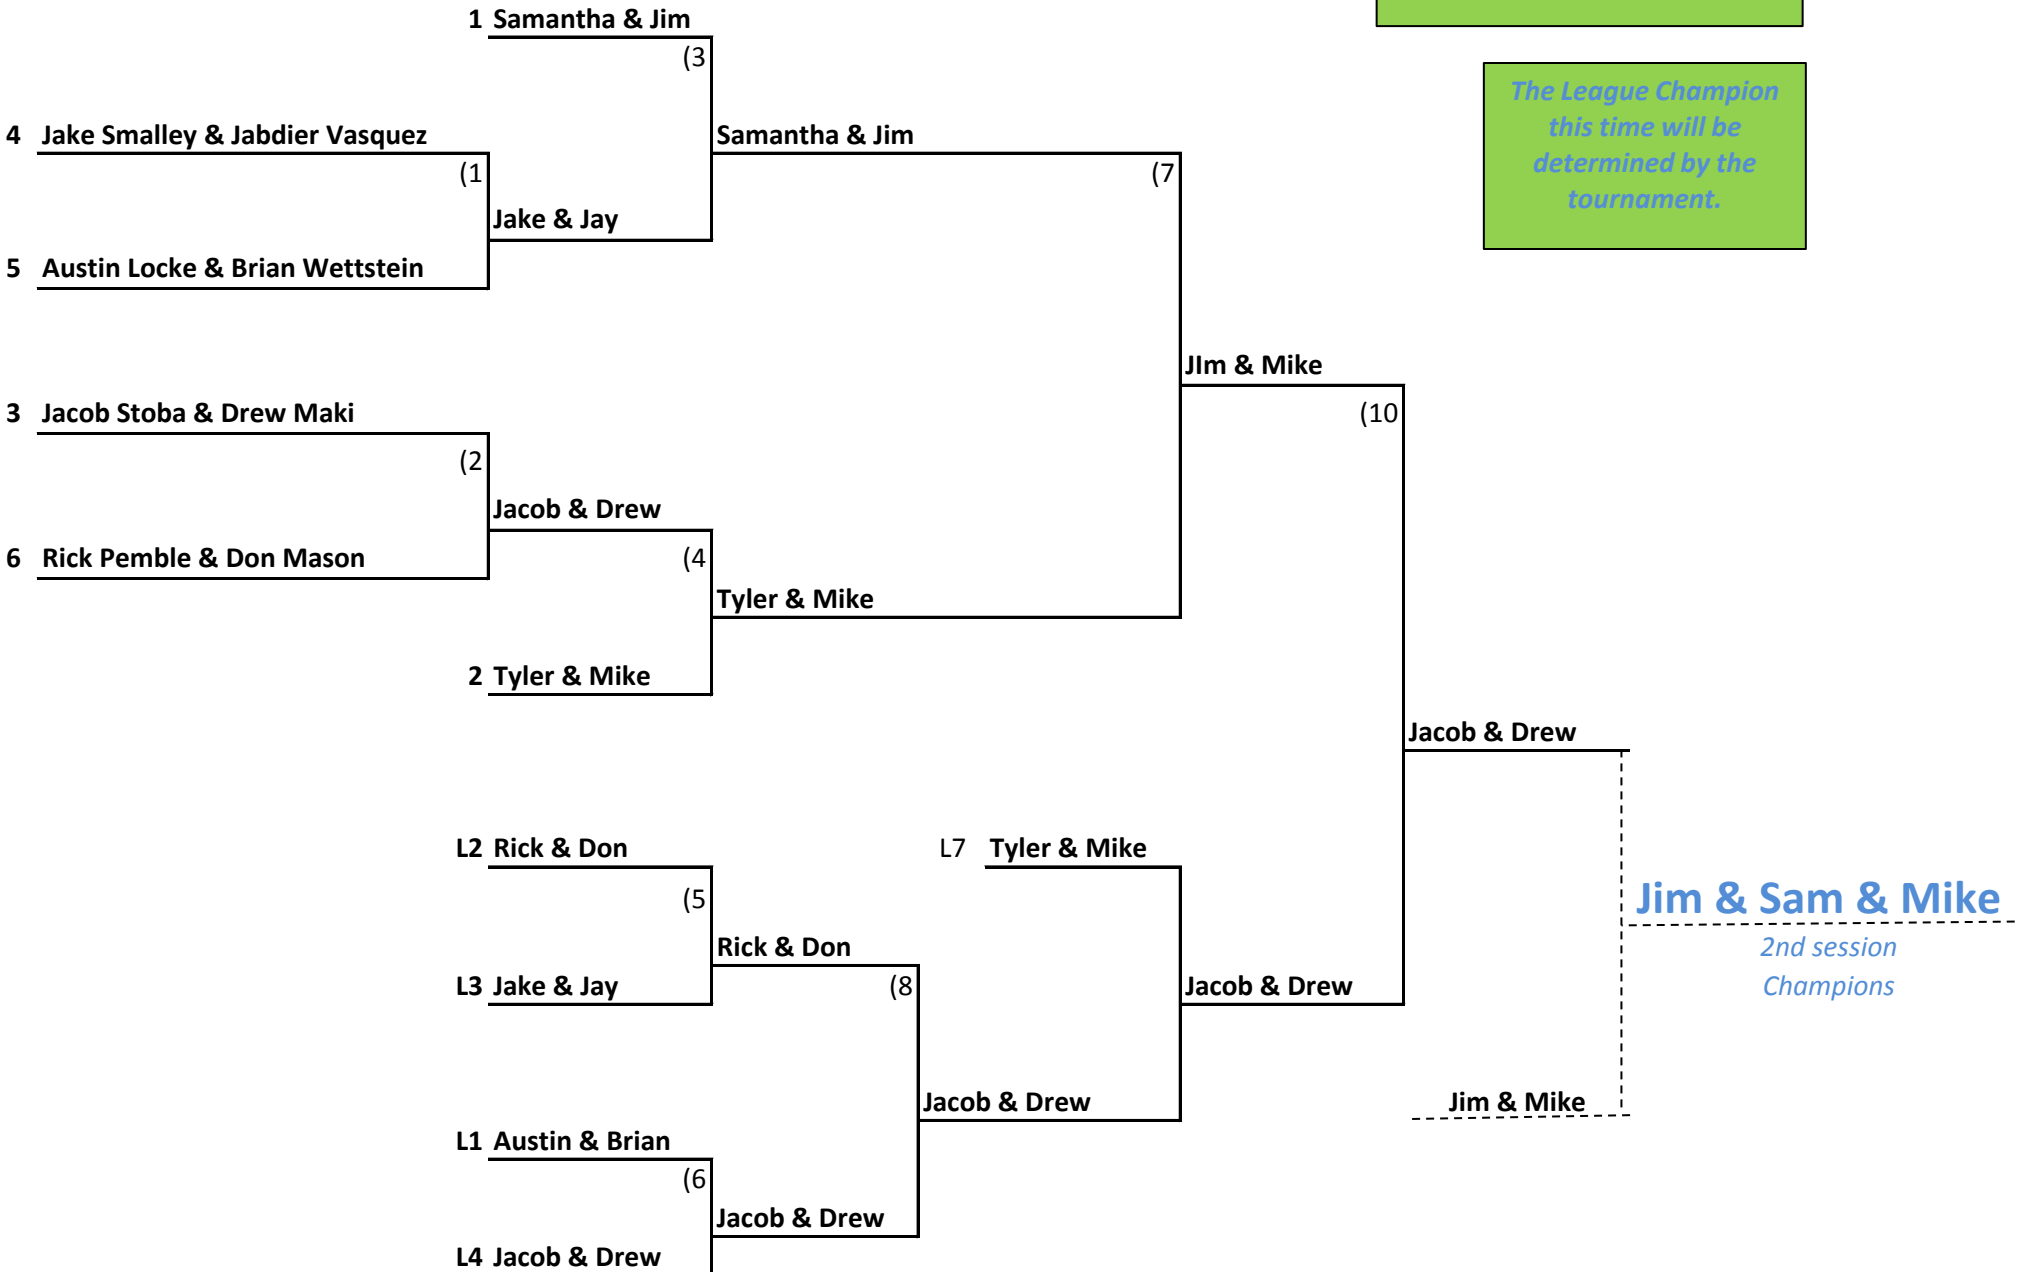 1 Samantha & Jim
(3
The League Champion
this time will be
determined by the
tournament.
4 Jake Smalley & Jabdier Vasquez
Samantha & Jim
(1
(7
Jake & Jay
5 Austin Locke & Brian Wettstein
JIm & Mike
3 Jacob Stoba & Drew Maki
(10
(2
Jacob & Drew
6 Rick Pemble & Don Mason
(4
Tyler & Mike
2 Tyler & Mike
Jacob & Drew
L2 Rick & Don
L7 Tyler & Mike
(5
Jim & Sam & Mike
Rick & Don
2nd session
L3 Jake & Jay
(8
Jacob & Drew
Champions
Jacob & Drew
Jim & Mike
L1 Austin & Brian
(6
Jacob & Drew
L4 Jacob & Drew